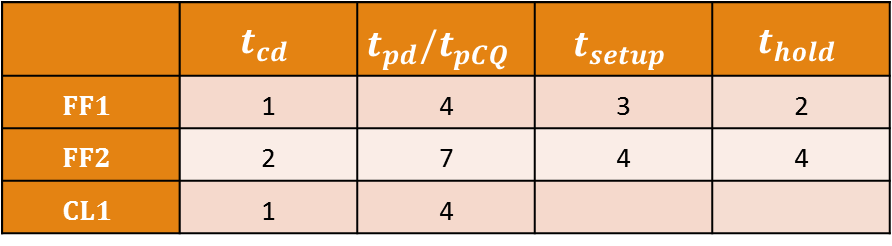 t_cd t_pd/t_pCQ t_setup t_hold
FF1 1 4 3 2
FF2 2 7 4 4
CL1 1 4